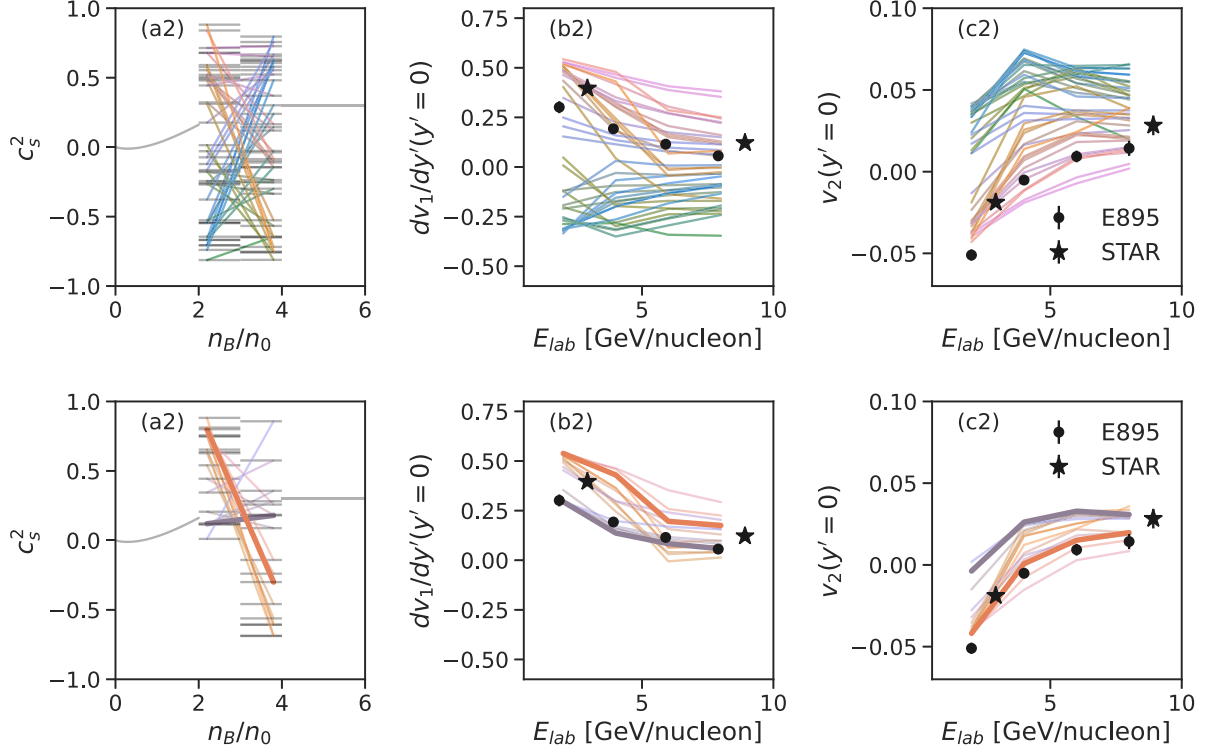 (a2)
1.0
0.5
0.0
−0.5
−1.0
c_s^2
0 2 4 6
n_B/n_0
(b2)
0.75
0.50
0.25
0.00
−0.25
−0.50
dv_1/dy'(y' = 0)
0 5 10
E_lab [GeV/nucleon]
(c2)
0.10
0.05
0.00
−0.05
v_2(y' = 0)
E895
STAR
5 10
E_lab [GeV/nucleon]
(a2)
1.0
0.5
0.0
−0.5
−1.0
c_s^2
0 2 4 6
n_B/n_0
(b2)
0.75
0.50
0.25
0.00
−0.25
−0.50
dv_1/dy'(y' = 0)
0 5 10
E_lab [GeV/nucleon]
(c2)
0.10
0.05
0.00
−0.05
v_2(y' = 0)
E895
STAR
5 10
E_lab [GeV/nucleon]